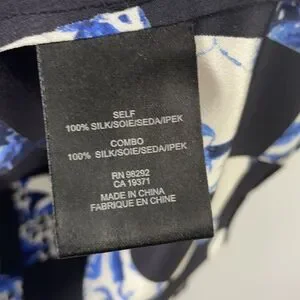 SELF
100% SILK/SOIE/SEDA/IPEK
COMBO
100% SILK/SOIE/SEDA/IPEK
RN 96292
CA 19371
MADE IN CHINA
FABRIQUE EN CHINE